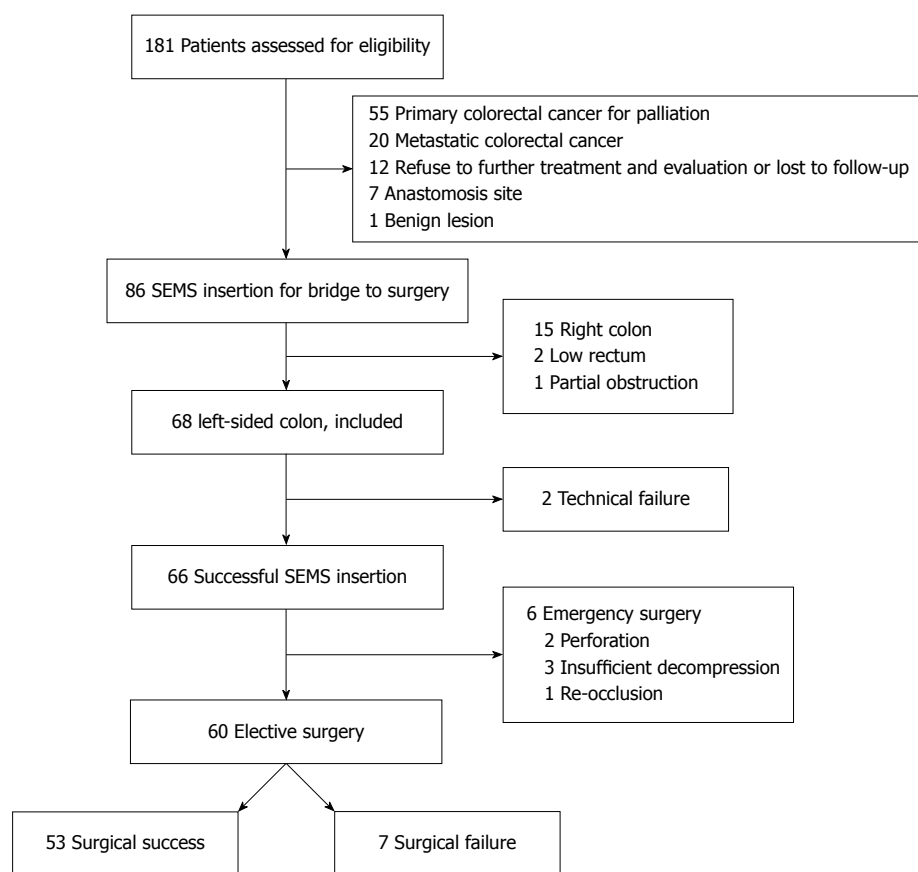 181 Patients assessed for eligibility
55 Primary colorectal cancer for palliation
20 Metastatic colorectal cancer
12 Refuse to further treatment and evaluation or lost to follow-up
7 Anastomosis site
1 Benign lesion
86 SEMS insertion for bridge to surgery
15 Right colon
2 Low rectum
1 Partial obstruction
68 left-sided colon, included
2 Technical failure
66 Successful SEMS insertion
6 Emergency surgery
2 Perforation
3 Insufficient decompression
1 Re-occlusion
60 Elective surgery
53 Surgical success
7 Surgical failure